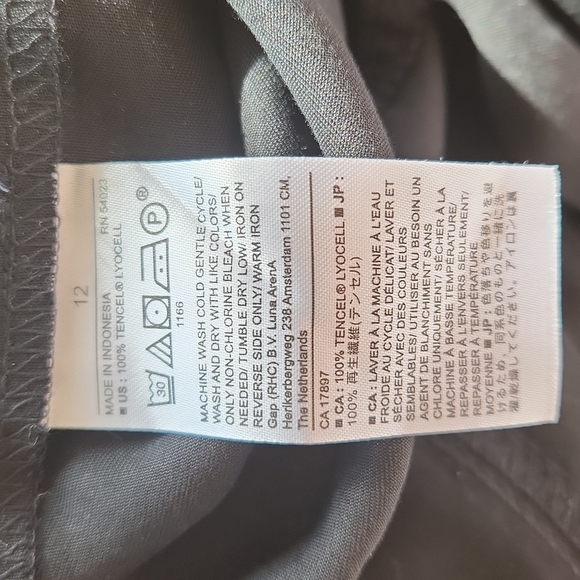 12
MADE IN INDONESIA RN 54023
■ US : 100% TENCEL® LYOCELL
30 P ®
1166
MACHINE WASH COLD GENTLE CYCLE/
WASH AND DRY WITH LIKE COLORS/
ONLY NON-CHLORINE BLEACH WHEN
NEEDED/ TUMBLE DRY LOW/ IRON ON
REVERSE SIDE ONLY/ WARM IRON
Gap (RHC) B.V. Luna ArenA
Herikerbergweg 238 Amsterdam 1101 CM,
The Netherlands
CA 17897
■ CA : 100% TENCEL® LYOCELL ■ JP :
100% 再生繊維(テンセル)
■ CA : LAVER À LA MACHINE À L'EAU
FROIDE AU CYCLE DÉLICAT/ LAVER ET
SÉCHER AVEC DES COULEURS
SEMBLABLES/ UTILISER AU BESOIN UN
AGENT DE BLANCHIMENT SANS
CHLORE UNIQUEMENT/ SÉCHER À LA
MACHINE À BASSE TEMPÉRATURE/
REPASSER À L'ENVERS SEULEMENT/
REPASSER À TEMPÉRATURE
MOYENNE ■ JP : 色落ちや色移りを避
けるため、同系色のものと一緒に洗
濯/乾燥してください。アイロンは裏